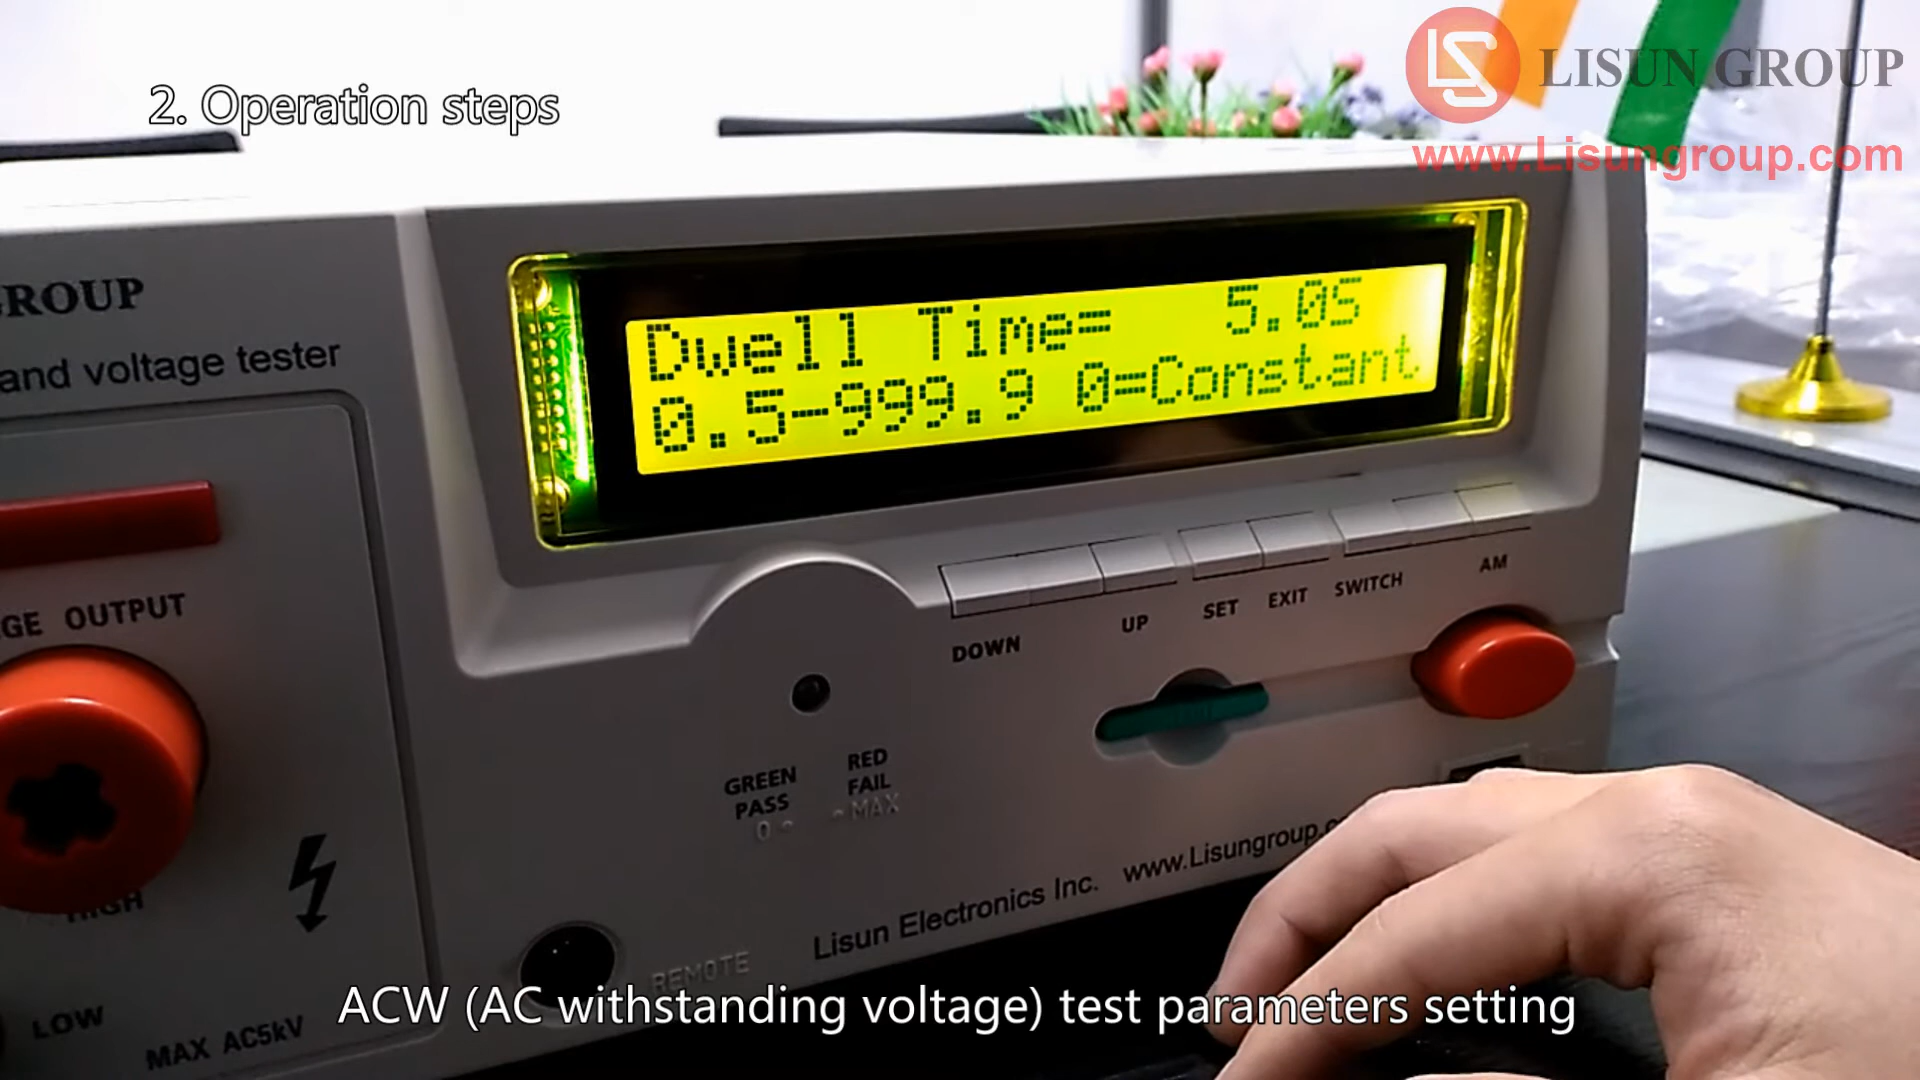 2. Operation steps
LISUN GROUP
www.Lisungroup.com
GROUP
and voltage tester
Dwell Time= 5.0S
0.5-999.9 0=Constant
OUTPUT
DOWN
UP
SET
EXIT
SWITCH
AM
GREEN
PASS
RED
FAIL
0
MAX
HIGH
LOW
MAX AC5kV
REMOTE
Lisun Electronics Inc. www.Lisungroup.c
ACW (AC withstanding voltage) test parameters setting